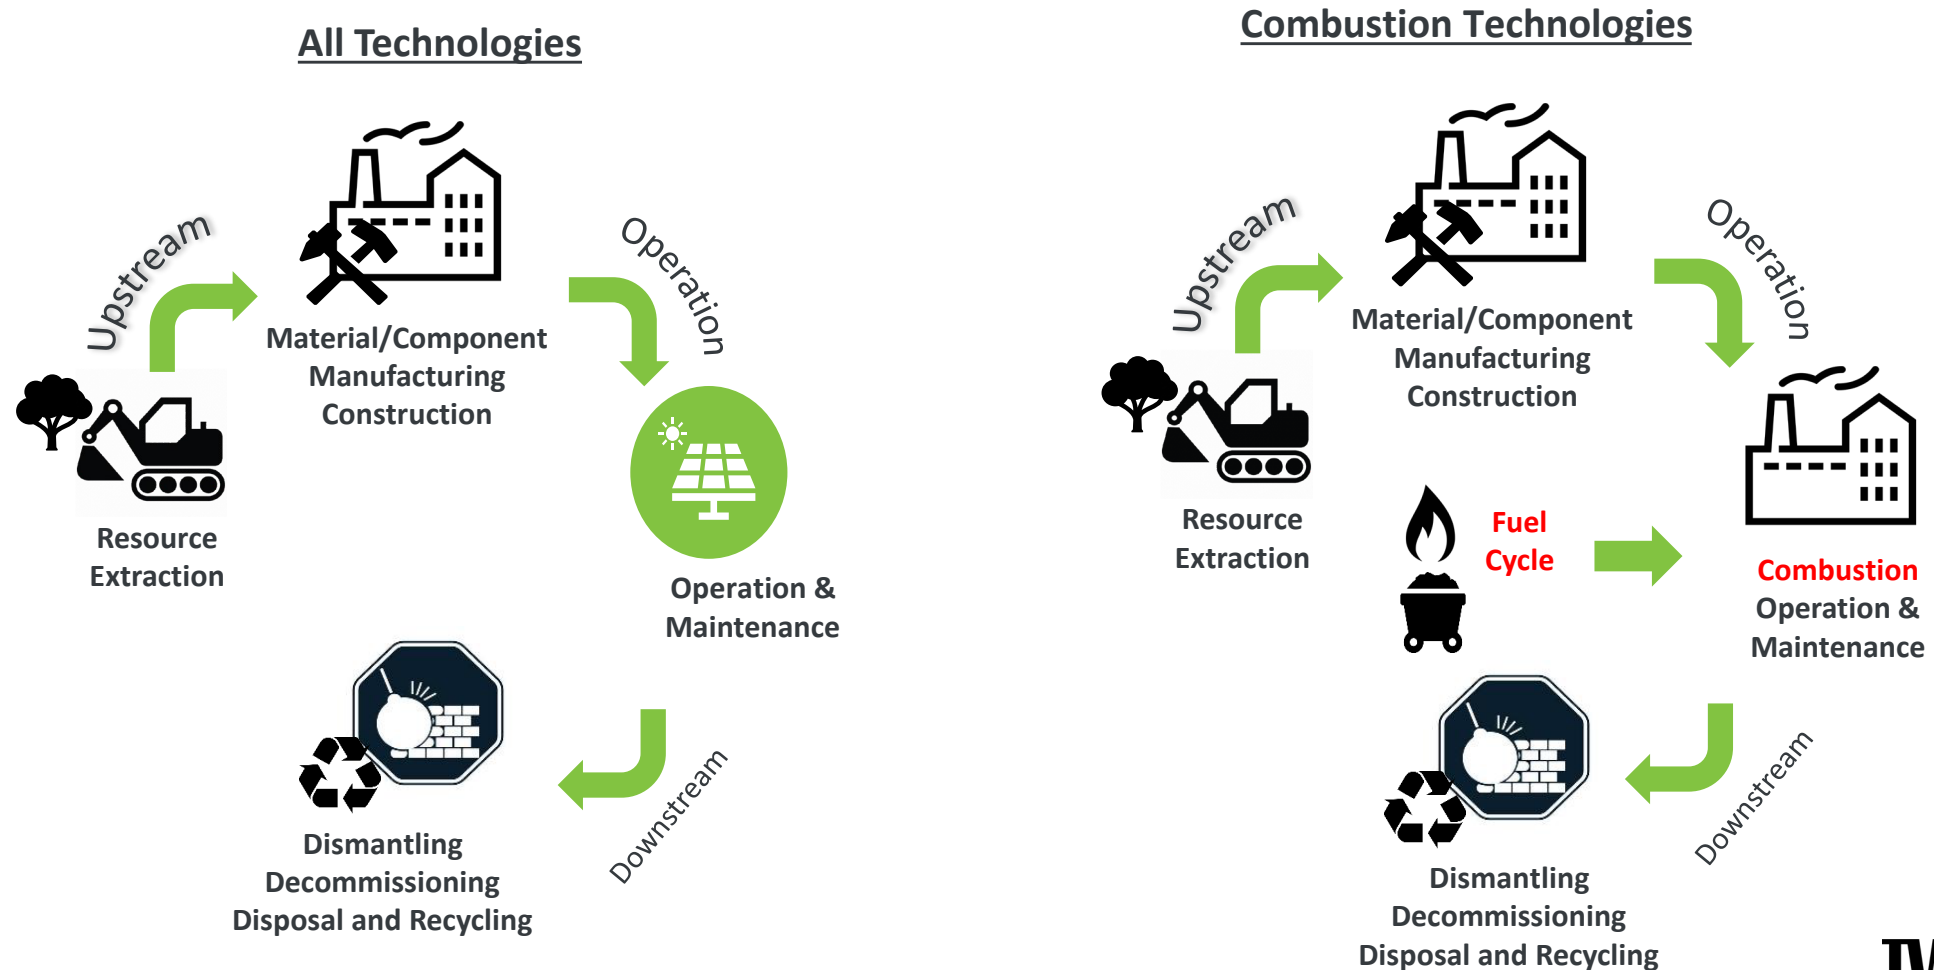 All Technologies
Upstream
Operation
Material/Component
Manufacturing
Construction
Resource
Extraction
Operation &
Maintenance
Downstream
Dismantling
Decommissioning
Disposal and Recycling
Combustion Technologies
Upstream
Operation
Material/Component
Manufacturing
Construction
Resource
Extraction
Fuel
Cycle
Combustion
Operation &
Maintenance
Downstream
Dismantling
Decommissioning
Disposal and Recycling